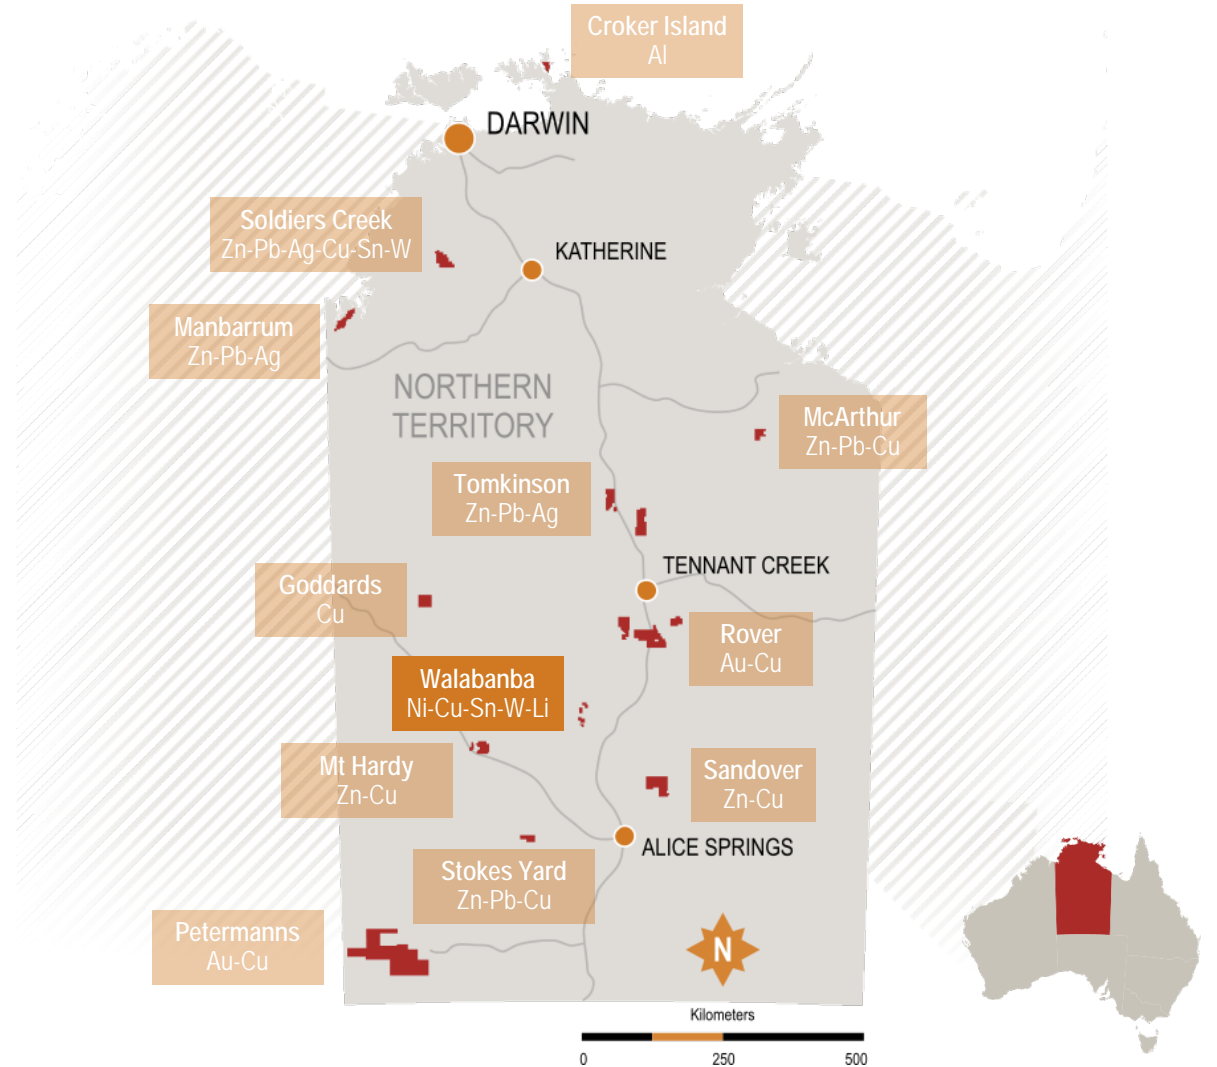 Croker Island
Al
DARWIN
Soldiers Creek
Zn-Pb-Ag-Cu-Sn-W
KATHERINE
Manbarrum
Zn-Pb-Ag
NORTHERN
TERRITORY
McArthur
Zn-Pb-Cu
Tomkinson
Zn-Pb-Ag
TENNANT CREEK
Goddards
Cu
Rover
Au-Cu
Walabanba
Ni-Cu-Sn-W-Li
Mt Hardy
Zn-Cu
Sandover
Zn-Cu
ALICE SPRINGS
Stokes Yard
Zn-Pb-Cu
Petermanns
Au-Cu
N
Kilometers
0 250 500